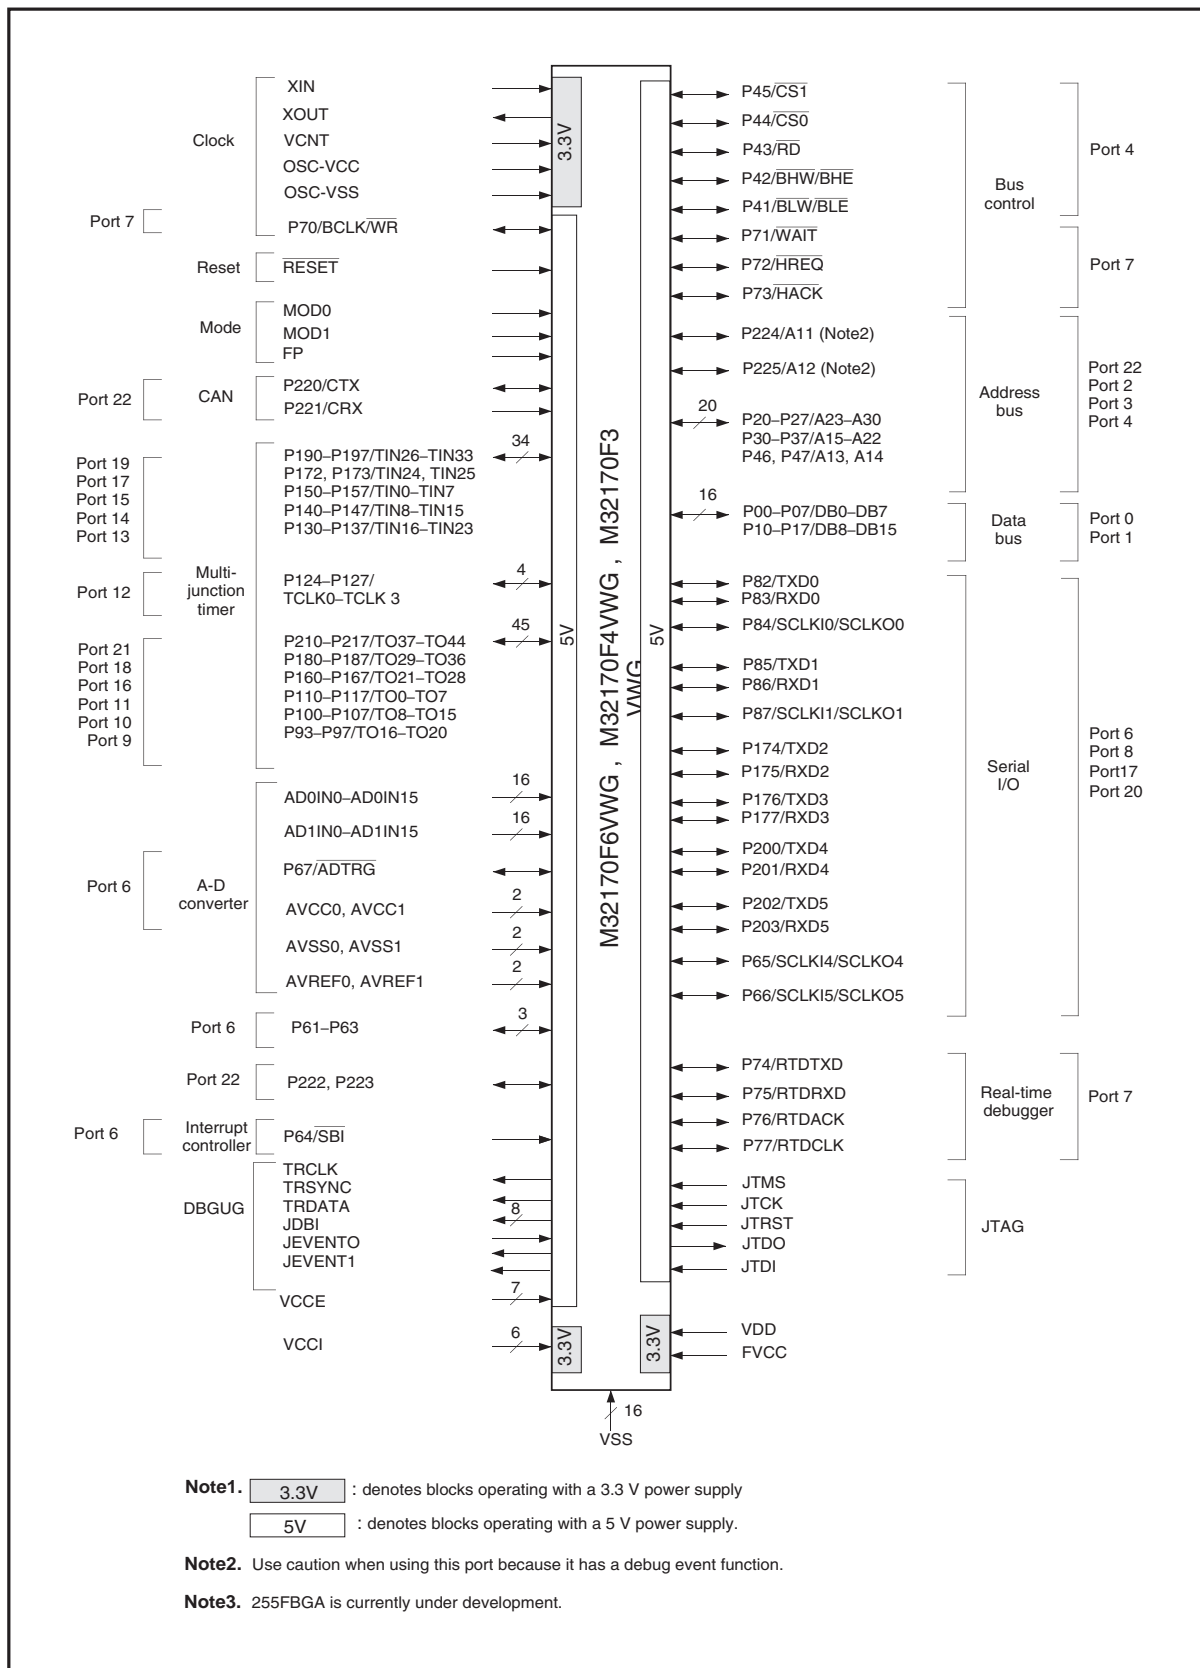 XIN
XOUT
Clock
VCNT
OSC-VCC
OSC-VSS
Port 7
P70/BCLK/WR
Reset
RESET
Mode
MOD0
MOD1
FP
Port 22
CAN
P220/CTX
P221/CRX
Port 19
Port 17
Port 15
Port 14
Port 13
34
P190–P197/TIN26–TIN33
P172, P173/TIN24, TIN25
P150–P157/TIN0–TIN7
P140–P147/TIN8–TIN15
P130–P137/TIN16–TIN23
Port 12
Multi-
junction
timer
4
P124–P127/
TCLK0–TCLK 3
Port 21
Port 18
Port 16
Port 11
Port 10
Port 9
45
P210–P217/TO37–TO44
P180–P187/TO29–TO36
P160–P167/TO21–TO28
P110–P117/TO0–TO7
P100–P107/TO8–TO15
P93–P97/TO16–TO20
AD0IN0–AD0IN15
16
AD1IN0–AD1IN15
16
Port 6
A-D
converter
P67/ADTRG
AVCC0, AVCC1
2
AVSS0, AVSS1
2
AVREF0, AVREF1
2
Port 6
P61–P63
3
Port 22
P222, P223
Port 6
Interrupt
controller
P64/SBI
DBGUG
TRCLK
TRSYNC
TRDATA
8
JDBI
JEVENTO
JEVENT1
VCCE
7
VCCI
6
3.3V
5V
3.3V
M32170F6VWG , M32170F4VWG , M32170F3
VWG
5V
3.3V
16
VSS
P45/CS1
P44/CS0
P43/RD
P42/BHW/BHE
P41/BLW/BLE
P71/WAIT
P72/HREQ
P73/HACK
Bus
control
Port 4
Port 7
P224/A11 (Note2)
P225/A12 (Note2)
20
P20–P27/A23–A30
P30–P37/A15–A22
P46, P47/A13, A14
Address
bus
Port 22
Port 2
Port 3
Port 4
16
P00–P07/DB0–DB7
P10–P17/DB8–DB15
Data
bus
Port 0
Port 1
P82/TXD0
P83/RXD0
P84/SCLKI0/SCLKO0
P85/TXD1
P86/RXD1
P87/SCLKI1/SCLKO1
P174/TXD2
P175/RXD2
P176/TXD3
P177/RXD3
P200/TXD4
P201/RXD4
P202/TXD5
P203/RXD5
P65/SCLKI4/SCLKO4
P66/SCLKI5/SCLKO5
Serial
I/O
Port 6
Port 8
Port17
Port 20
P74/RTDTXD
P75/RTDRXD
P76/RTDACK
P77/RTDCLK
Real-time
debugger
Port 7
JTMS
JTCK
JTRST
JTDO
JTDI
JTAG
VDD
FVCC
Note1. 3.3V : denotes blocks operating with a 3.3 V power supply
5V : denotes blocks operating with a 5 V power supply.
Note2. Use caution when using this port because it has a debug event function.
Note3. 255FBGA is currently under development.